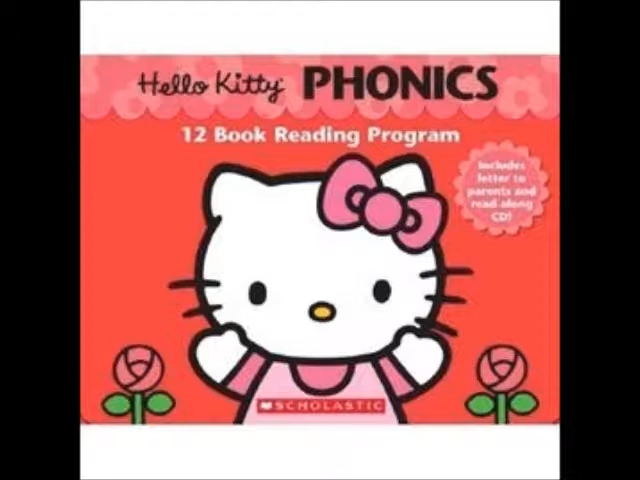 Hello Kitty PHONICS
12 Book Reading Program
Includes
letter to
parents and
read along
CD!
SCHOLASTIC